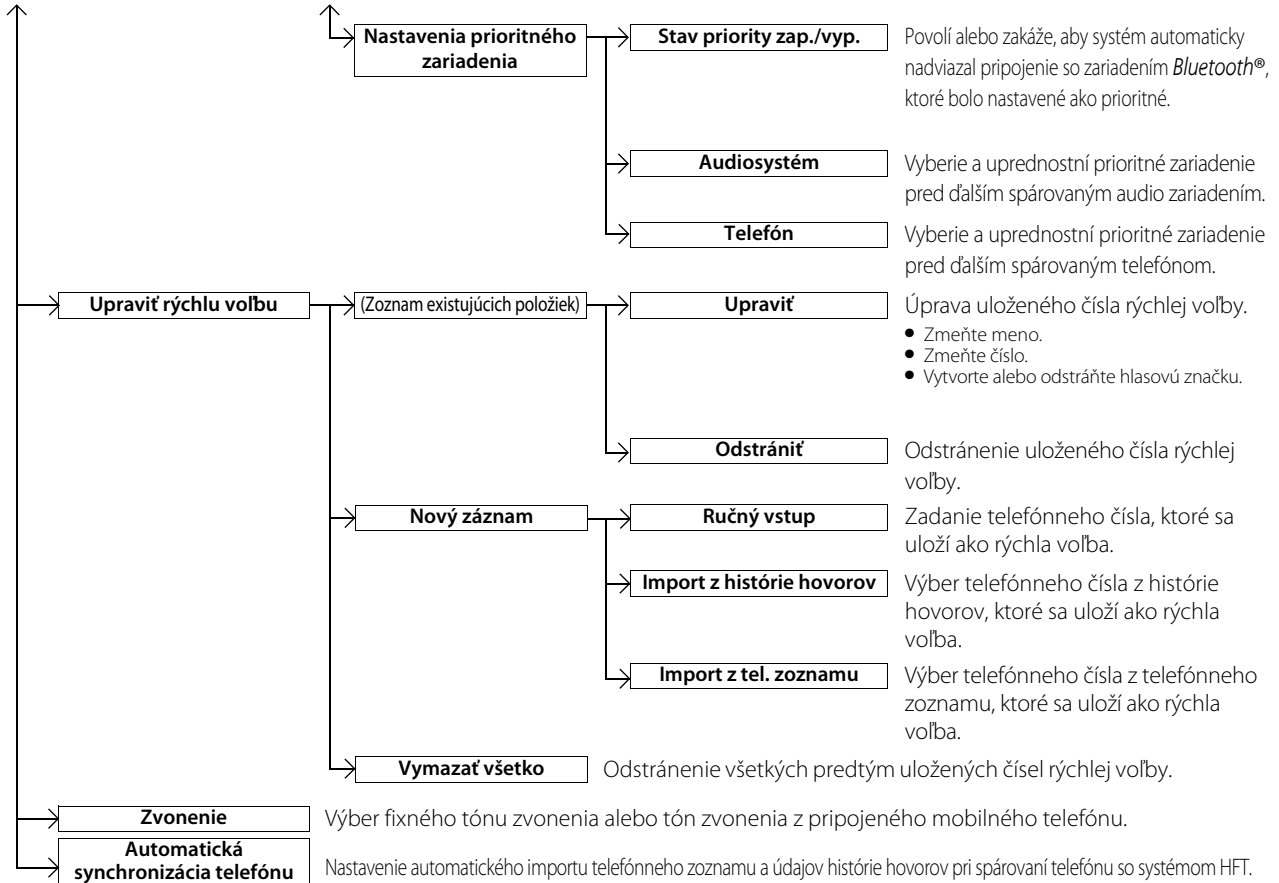 Nastavenia prioritného
zariadenia
Stav priority zap./vyp.
Povolí alebo zakáže, aby systém automaticky
nadviazal pripojenie so zariadením Bluetooth®,
ktoré bolo nastavené ako prioritné.
Audiosystém
Vyberie a uprednostní prioritné zariadenie
pred ďalším spárovaným audio zariadením.
Telefón
Vyberie a uprednostní prioritné zariadenie
pred ďalším spárovaným telefónom.
Upraviť rýchlu voľbu
(Zoznam existujúcich položiek)
Upraviť
Úprava uloženého čísla rýchlej voľby.
● Zmeňte meno.
● Zmeňte číslo.
● Vytvorte alebo odstráňte hlasovú značku.
Odstrániť
Odstránenie uloženého čísla rýchlej
voľby.
Nový záznam
Ručný vstup
Zadanie telefónneho čísla, ktoré sa
uloží ako rýchla voľba.
Import z histórie hovorov
Výber telefónneho čísla z histórie
hovorov, ktoré sa uloží ako rýchla
voľba.
Import z tel. zoznamu
Výber telefónneho čísla z telefónneho
zoznamu, ktoré sa uloží ako rýchla
voľba.
Vymazať všetko
Odstránenie všetkých predtým uložených čísel rýchlej voľby.
Zvonenie
Výber fixného tónu zvonenia alebo tón zvonenia z pripojeného mobilného telefónu.
Automatická
synchronizácia telefónu
Nastavenie automatického importu telefónneho zoznamu a údajov histórie hovorov pri spárovaní telefónu so systémom HFT.